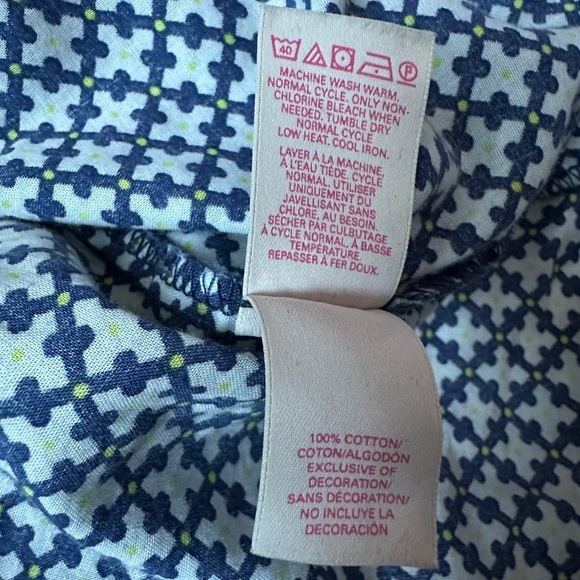 40 P
MACHINE WASH WARM,
NORMAL CYCLE. ONLY NON-
CHLORINE BLEACH WHEN
NEEDED. TUMBLE DRY
NORMAL CYCLE
LOW HEAT. COOL IRON.
LAVER À LA MACHINE,
À L'EAU TIÈDE. CYCLE
NORMAL. UTILISER
UNIQUEMENT DU
JAVELLISANT SANS
CHLORE, AU BESOIN.
SÉCHER PAR CULBUTAGE
À CYCLE NORMAL, À BASSE
TEMPÉRATURE.
REPASSER À FER DOUX.
100% COTTON/
COTON/ALGODÓN
EXCLUSIVE OF
DECORATION/
SANS DÉCORATION/
NO INCLUYE LA
DECORACIÓN